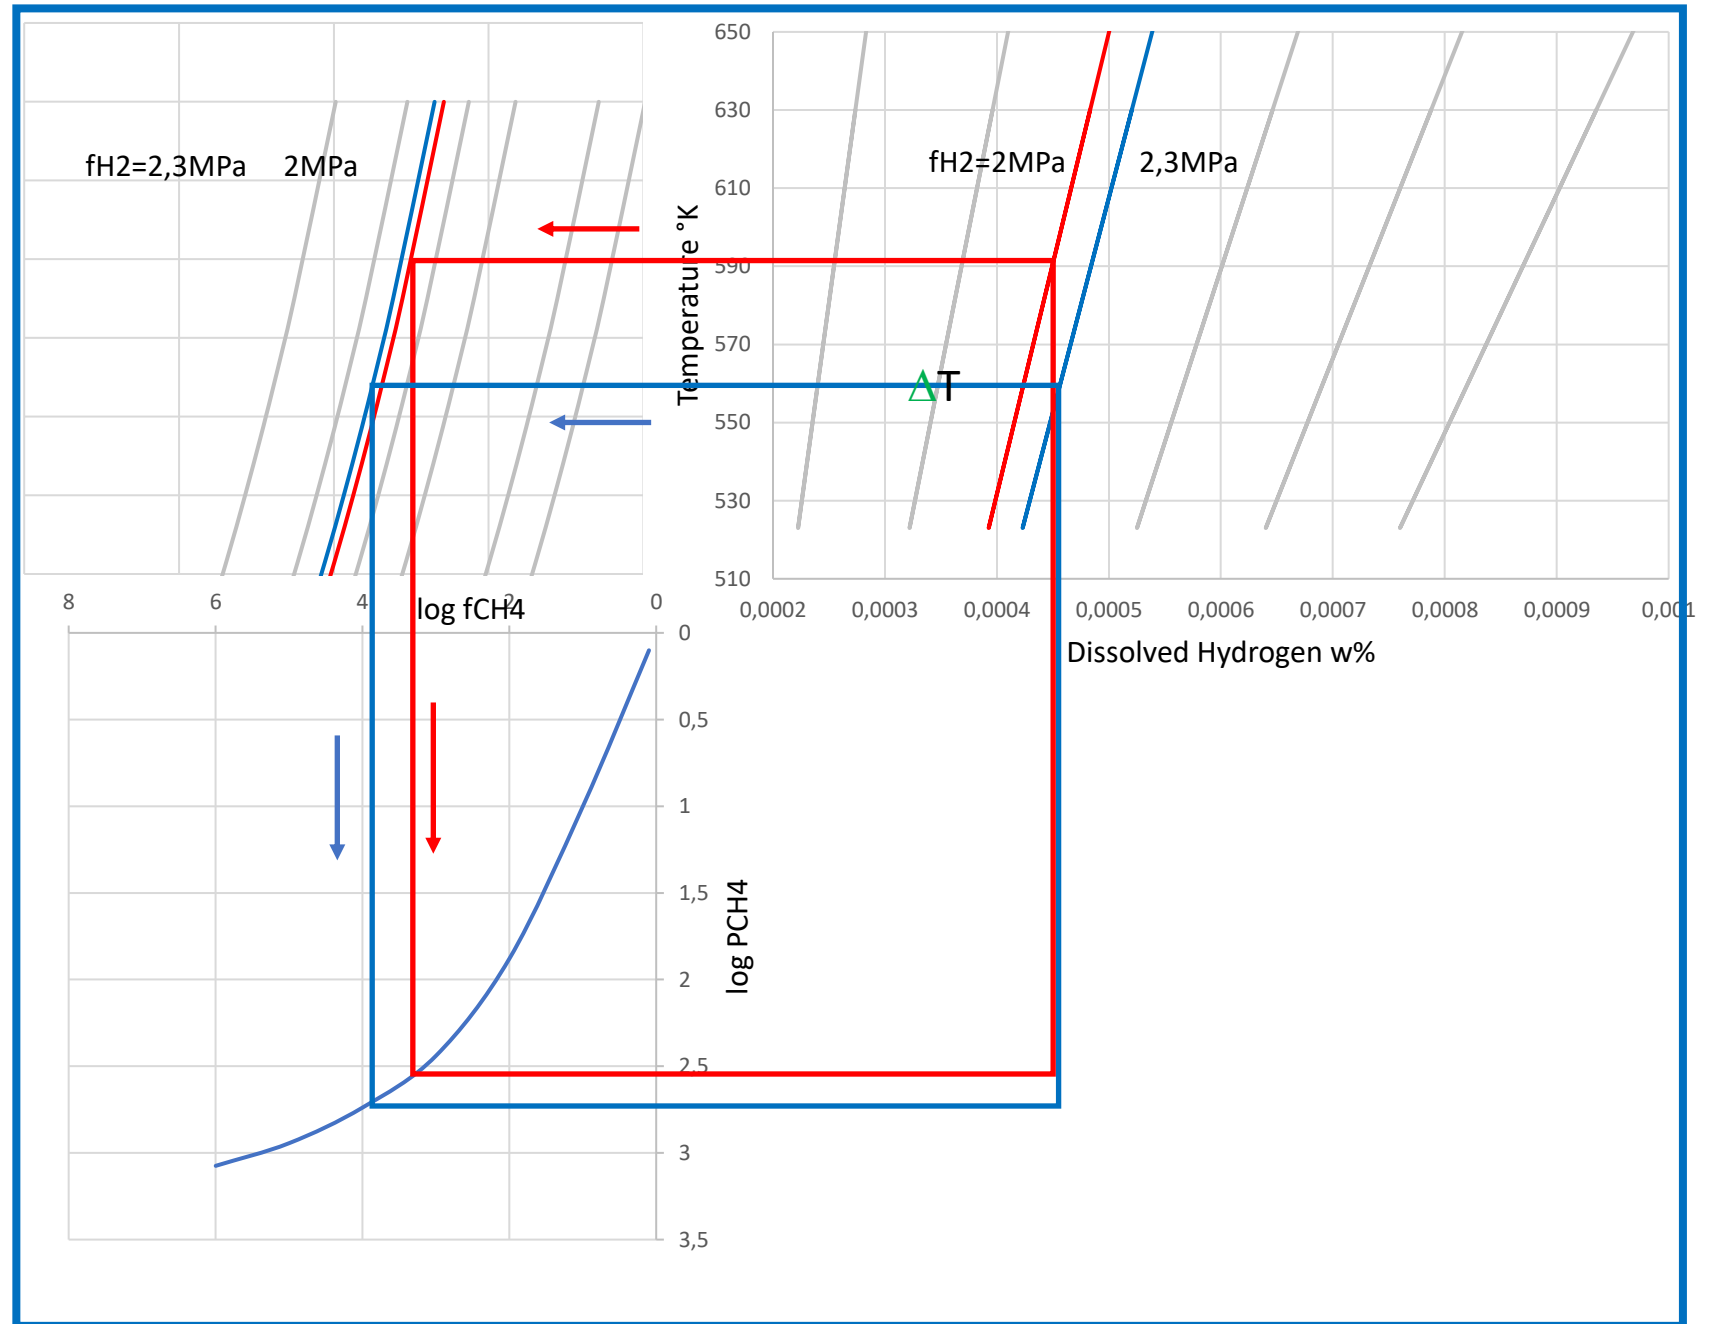 650
630
fH2=2,3MPa 2MPa
fH2=2MPa 2,3MPa
610
Temperature °K
590
570
ΔT
550
530
510
8 6 4 2 0
log fCH4
0,0002 0,0003 0,0004 0,0005 0,0006 0,0007 0,0008 0,0009 0,001
Dissolved Hydrogen w%
0
0,5
1
1,5
log PCH4
2
2,5
3
3,5